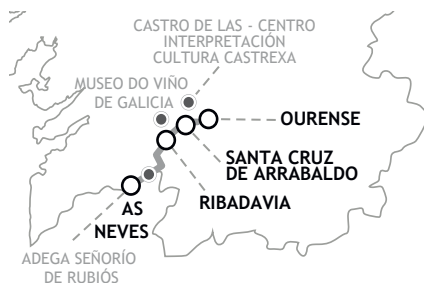 CASTRO DE LAS - CENTRO
INTERPRETACIÓN
CULTURA CASTREXA
MUSEO DO VIÑO
DE GALICIA
OURENSE
SANTA CRUZ
DE ARRABALDO
RIBADAVIA
AS
NEVES
ADEGA SEÑORÍO
DE RUBIÓS